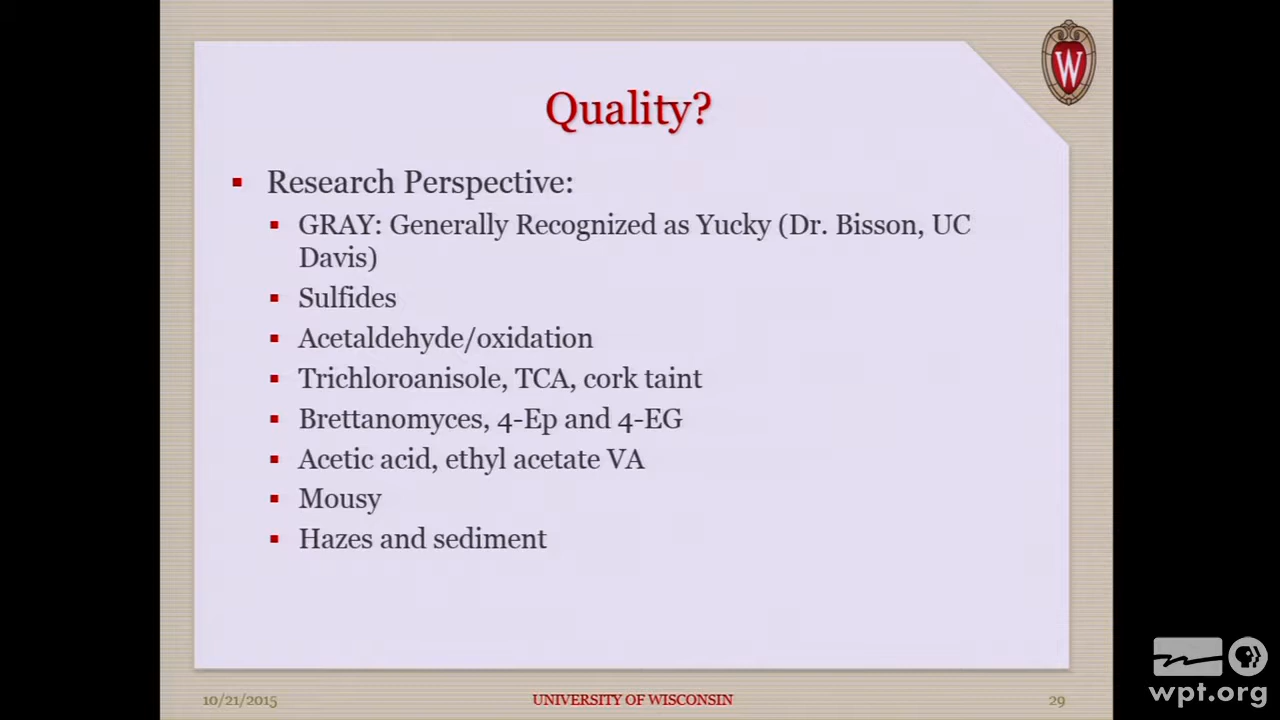 W
Quality?
Research Perspective:
GRAY: Generally Recognized as Yucky (Dr. Bisson, UC
Davis)
Sulfides
Acetaldehyde/oxidation
Trichloroanisole, TCA, cork taint
Brettanomyces, 4-Ep and 4-EG
Acetic acid, ethyl acetate VA
Mousy
Hazes and sediment
10/21/2015
UNIVERSITY OF WISCONSIN
29
wpt.org